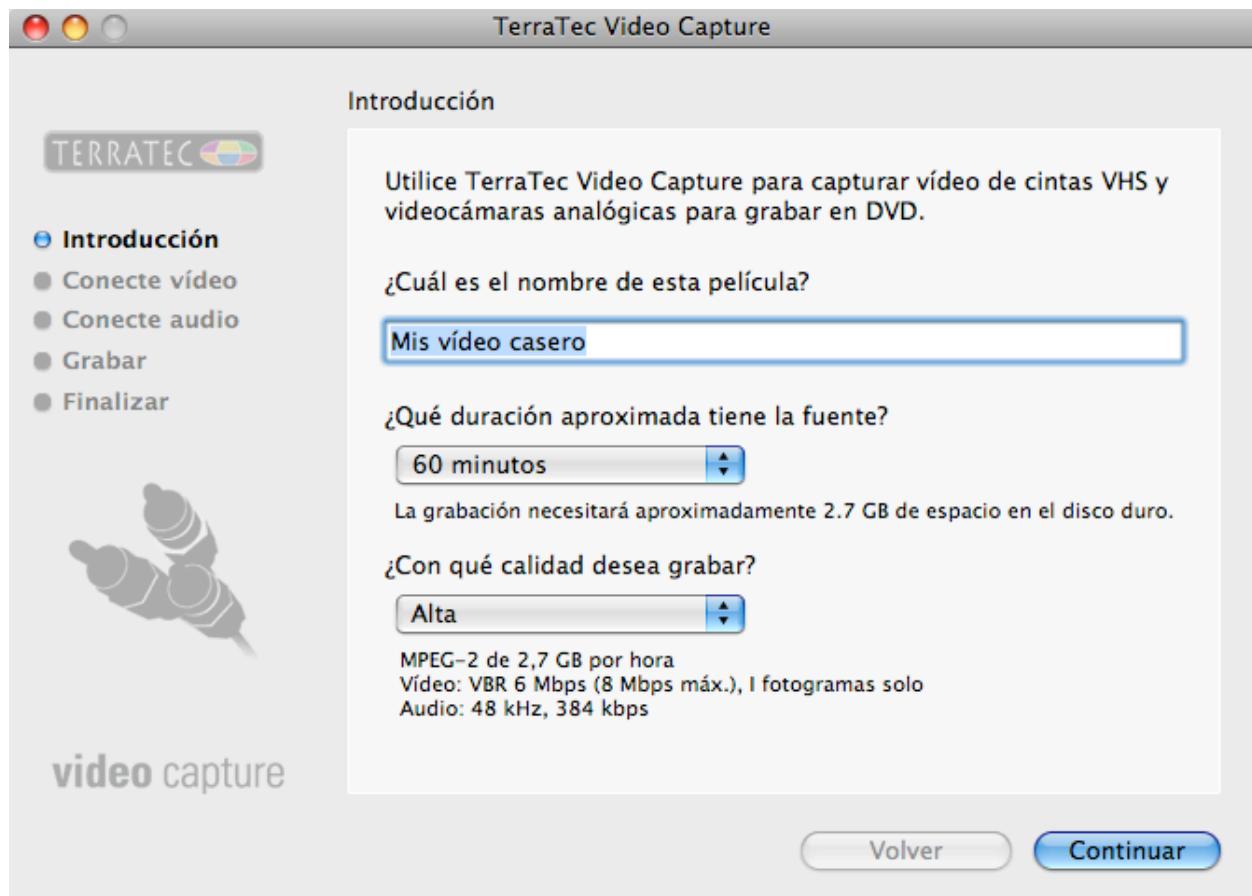 TerraTec Video Capture
TERRATEC
Introducción
Conecte vídeo
Conecte audio
Grabar
Finalizar
video capture
Introducción
Utilice TerraTec Video Capture para capturar vídeo de cintas VHS y
videocámaras analógicas para grabar en DVD.
¿Cuál es el nombre de esta película?
Mis vídeo casero
¿Qué duración aproximada tiene la fuente?
60 minutos
La grabación necesitará aproximadamente 2.7 GB de espacio en el disco duro.
¿Con qué calidad desea grabar?
Alta
MPEG-2 de 2,7 GB por hora
Vídeo: VBR 6 Mbps (8 Mbps máx.), I fotogramas solo
Audio: 48 kHz, 384 kbps
Volver
Continuar